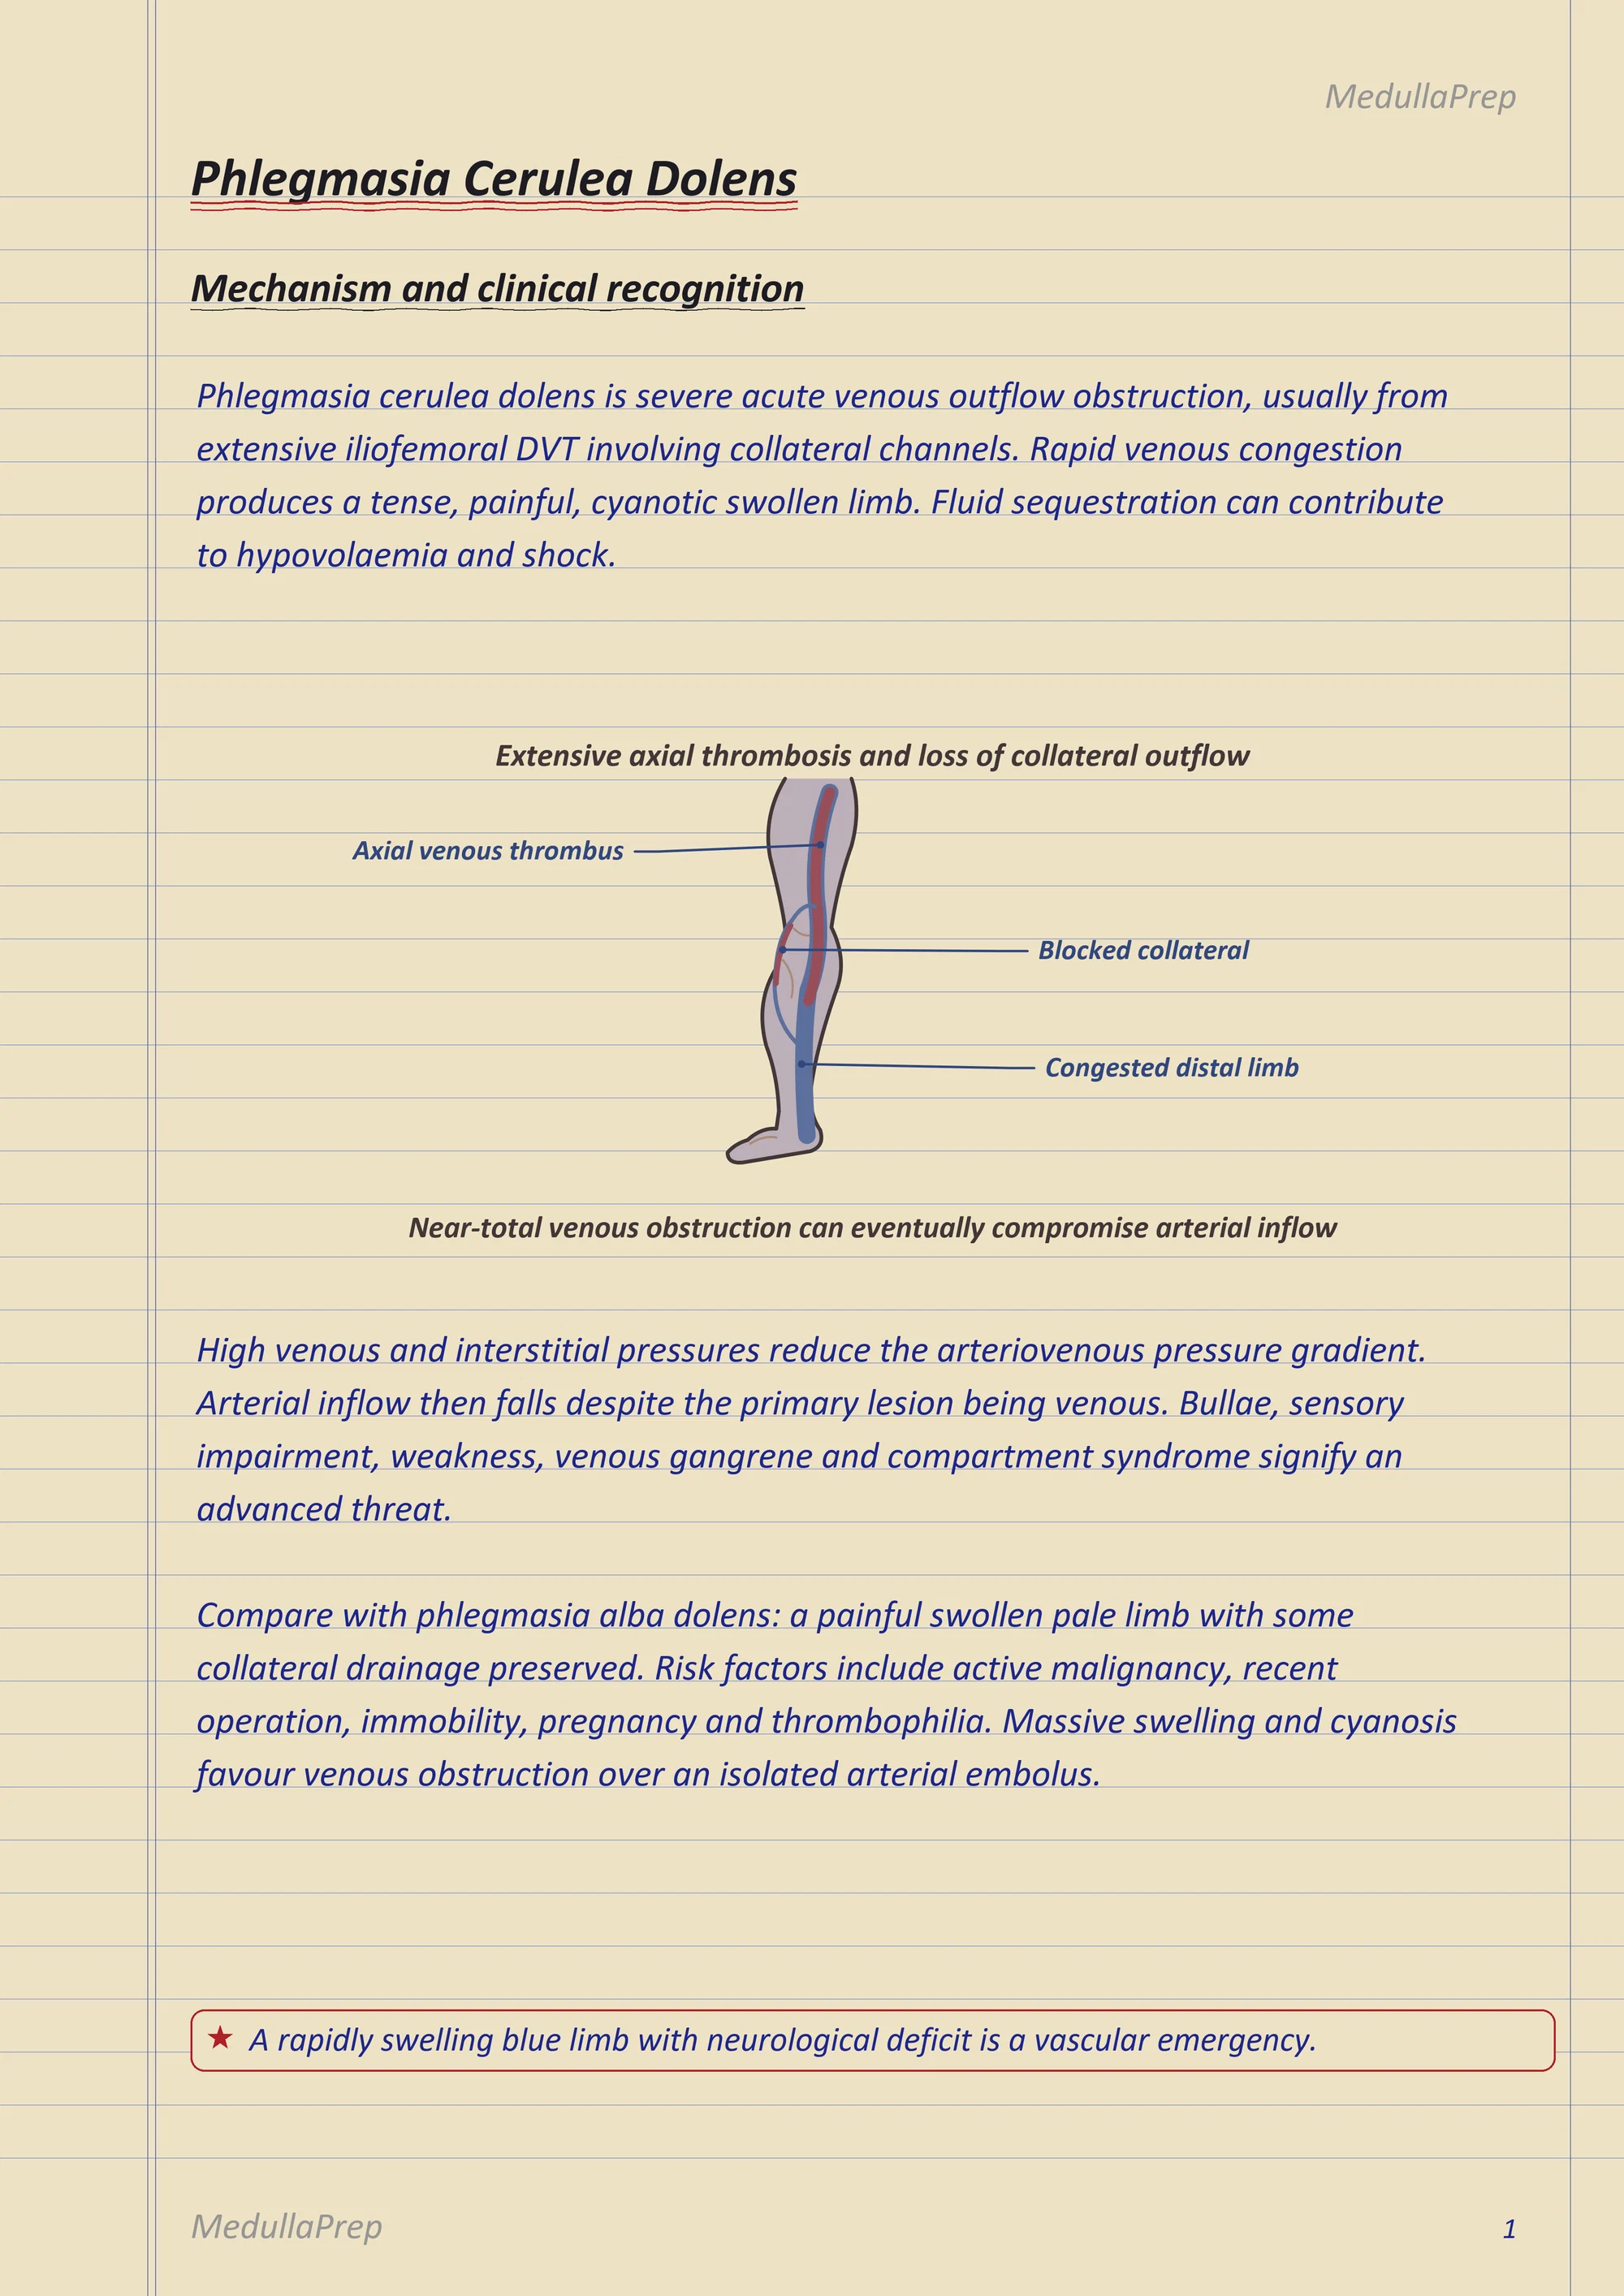 MedullaPrep
Phlegmasia Cerulea Dolens
Mechanism and clinical recognition
Phlegmasia cerulea dolens is severe acute venous outflow obstruction, usually from
extensive iliofemoral DVT involving collateral channels. Rapid venous congestion
produces a tense, painful, cyanotic swollen limb. Fluid sequestration can contribute
to hypovolaemia and shock.
Extensive axial thrombosis and loss of collateral outflow
Axial venous thrombus
Blocked collateral
Congested distal limb
Near-total venous obstruction can eventually compromise arterial inflow
High venous and interstitial pressures reduce the arteriovenous pressure gradient.
Arterial inflow then falls despite the primary lesion being venous. Bullae, sensory
impairment, weakness, venous gangrene and compartment syndrome signify an
advanced threat.
Compare with phlegmasia alba dolens: a painful swollen pale limb with some
collateral drainage preserved. Risk factors include active malignancy, recent
operation, immobility, pregnancy and thrombophilia. Massive swelling and cyanosis
favour venous obstruction over an isolated arterial embolus.
★ A rapidly swelling blue limb with neurological deficit is a vascular emergency.
MedullaPrep
1